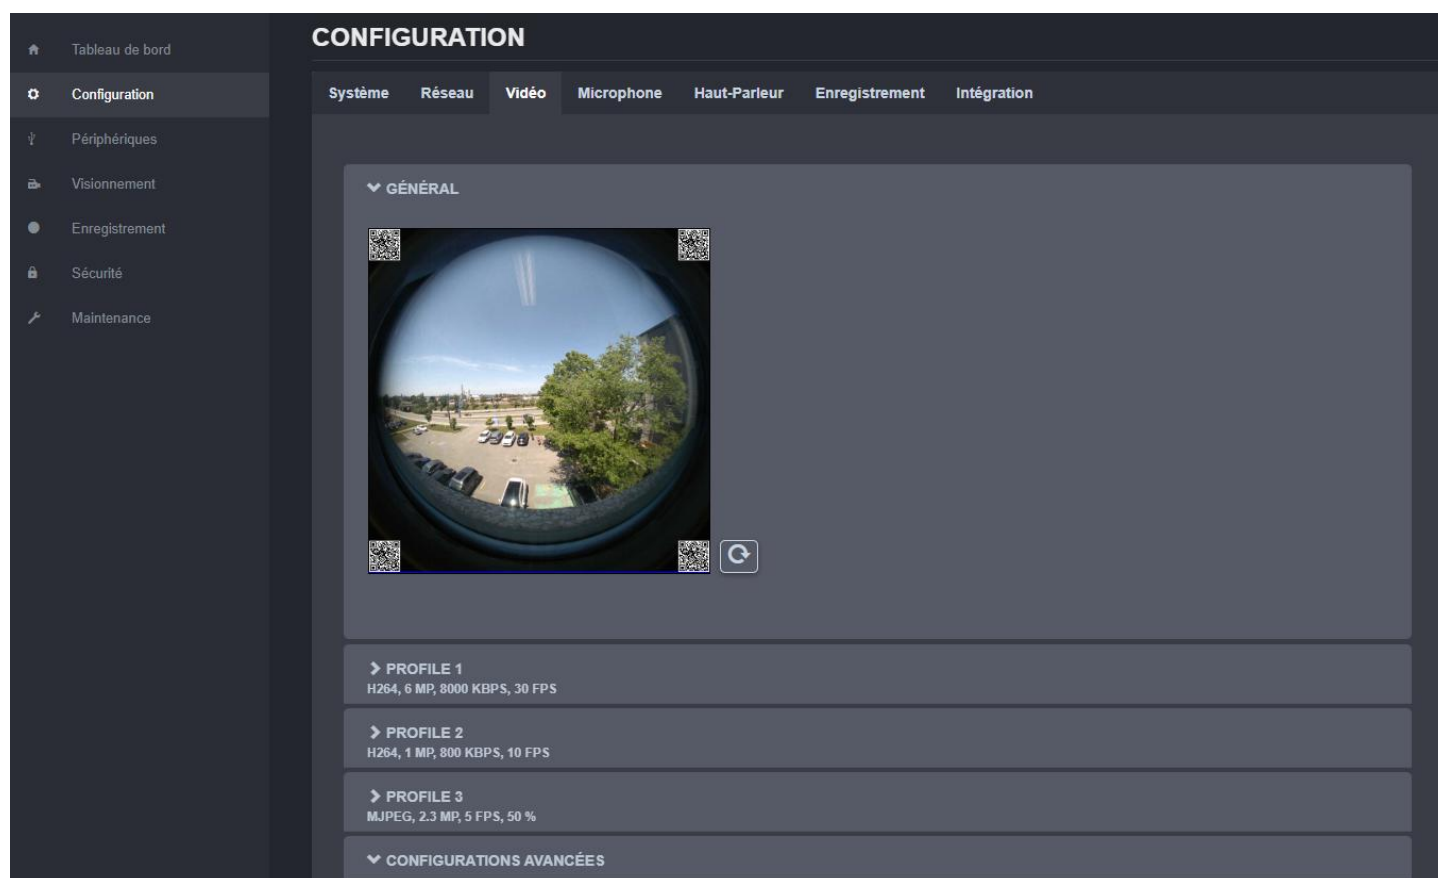 CONFIGURATION
Tableau de bord
Configuration
Périphériques
Visionnement
Enregistrement
Sécurité
Maintenance
Système Réseau Vidéo Microphone Haut-Parleur Enregistrement Intégration
GÉNÉRAL
PROFILE 1
H264, 6 MP, 8000 KBPS, 30 FPS
PROFILE 2
H264, 1 MP, 800 KBPS, 10 FPS
PROFILE 3
MJPEG, 2.3 MP, 5 FPS, 50 %
CONFIGURATIONS AVANCÉES